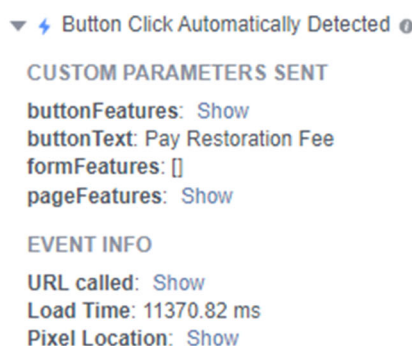 Button Click Automatically Detected
CUSTOM PARAMETERS SENT
buttonFeatures: Show
buttonText: Pay Restoration Fee
formFeatures: []
pageFeatures: Show
EVENT INFO
URL called: Show
Load Time: 11370.82 ms
Pixel Location: Show